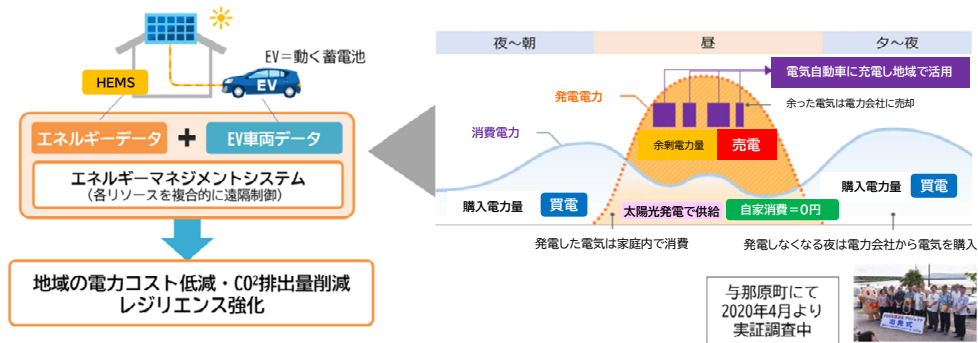 EV＝動く蓄電池
HEMS
EV
エネルギーデータ
+
EV車両データ
エネルギーマネジメントシステム
（各リソースを複合的に遠隔制御）
地域の電力コスト低減・CO²排出量削減
レジリエンス強化
夜～朝
昼
夕～夜
電気自動車に充電し地域で活用
発電電力
余った電気は電力会社に売却
消費電力
余剰電力量
売電
購入電力量
買電
太陽光発電で供給
自家消費＝0円
購入電力量
買電
発電した電気は家庭内で消費
発電しなくなる夜は電力会社から電気を購入
与那原町にて
2020年4月より
実証調査中